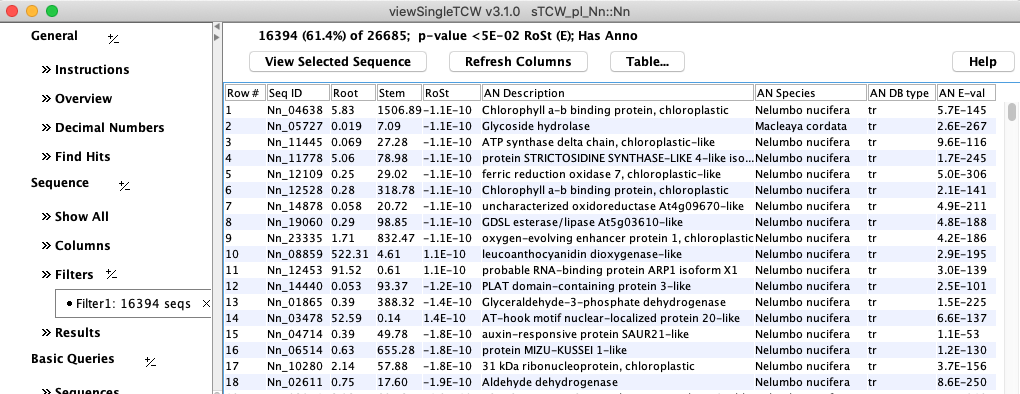 viewSingleTCW v3.1.0 sTCW_pl_Nn::Nn
General +/-
>> Instructions
>> Overview
>> Decimal Numbers
>> Find Hits
Sequence +/-
>> Show All
>> Columns
>> Filters +/-
• Filter1: 16394 seqs ×
>> Results
Basic Queries +/-
16394 (61.4%) of 26685; p-value <5E-02 RoSt (E); Has Anno
View Selected Sequence Refresh Columns Table... Help
Row # Seq ID Root Stem RoSt AN Description AN Species AN DB type AN E-val
1 Nn_04638 5.83 1506.89 -1.1E-10 Chlorophyll a-b binding protein, chloroplastic Nelumbo nucifera tr 5.7E-145
2 Nn_05727 0.019 7.09 -1.1E-10 Glycoside hydrolase Macleaya cordata tr 2.6E-267
3 Nn_11445 0.069 27.28 -1.1E-10 ATP synthase delta chain, chloroplastic-like Nelumbo nucifera tr 9.6E-116
4 Nn_11778 5.06 78.98 -1.1E-10 protein STRICTOSIDINE SYNTHASE-LIKE 4-like iso... Nelumbo nucifera tr 1.7E-245
5 Nn_12109 0.25 29.02 -1.1E-10 ferric reduction oxidase 7, chloroplastic-like Nelumbo nucifera tr 5.0E-306
6 Nn_12528 0.28 318.78 -1.1E-10 Chlorophyll a-b binding protein, chloroplastic Nelumbo nucifera tr 2.1E-141
7 Nn_14878 0.058 20.72 -1.1E-10 uncharacterized oxidoreductase At4g09670-like Nelumbo nucifera tr 4.9E-211
8 Nn_19060 0.29 98.85 -1.1E-10 GDSL esterase/lipase At5g03610-like Nelumbo nucifera tr 4.8E-188
9 Nn_23335 1.71 832.47 -1.1E-10 oxygen-evolving enhancer protein 1, chloroplastic Nelumbo nucifera tr 4.2E-186
10 Nn_08859 522.31 4.61 1.1E-10 leucoanthocyanidin dioxygenase-like Nelumbo nucifera tr 2.9E-195
11 Nn_12453 91.52 0.61 1.1E-10 probable RNA-binding protein ARP1 isoform X1 Nelumbo nucifera tr 3.0E-139
12 Nn_14440 0.053 93.37 -1.2E-10 PLAT domain-containing protein 3-like Nelumbo nucifera tr 2.5E-101
13 Nn_01865 0.39 388.32 -1.4E-10 Glyceraldehyde-3-phosphate dehydrogenase Nelumbo nucifera tr 1.5E-225
14 Nn_03478 52.59 0.14 1.4E-10 AT-hook motif nuclear-localized protein 20-like Nelumbo nucifera tr 6.6E-137
15 Nn_04714 0.39 49.78 -1.8E-10 auxin-responsive protein SAUR21-like Nelumbo nucifera tr 1.1E-53
16 Nn_06514 0.63 655.28 -1.8E-10 protein MIZU-KUSSEI 1-like Nelumbo nucifera tr 1.2E-130
17 Nn_10280 2.14 57.88 -1.8E-10 31 kDa ribonucleoprotein, chloroplastic Nelumbo nucifera tr 3.7E-156
18 Nn_02611 0.75 17.60 -1.9E-10 Aldehyde dehydrogenase Nelumbo nucifera tr 8.6E-250